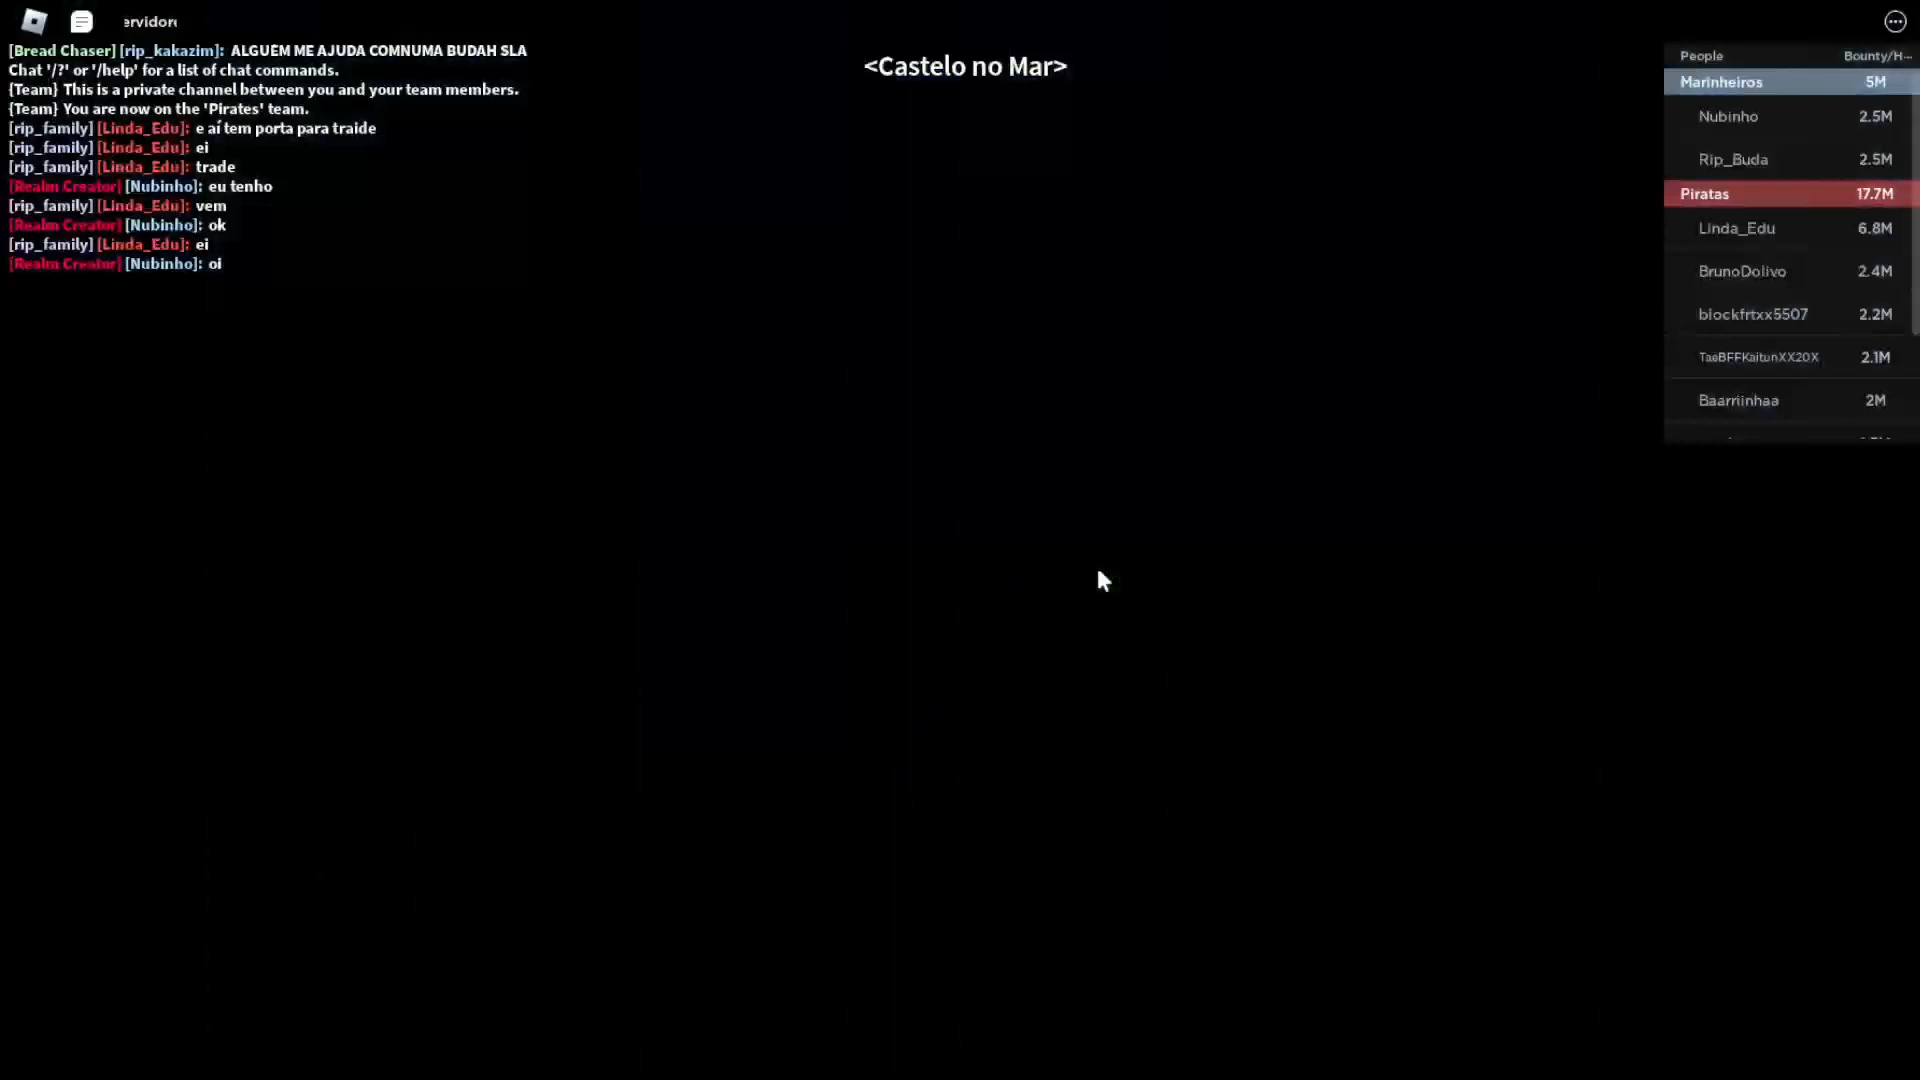 ervidore
[Bread Chaser] [rip_kakazim]: ALGUEM ME AJUDA COMNUMA BUDAH SLA
Chat '/?' or '/help' for a list of chat commands.
{Team} This is a private channel between you and your team members.
{Team} You are now on the 'Pirates' team.
[rip_family] [Linda_Edu]: e aí tem porta para traide
[rip_family] [Linda_Edu]: ei
[rip_family] [Linda_Edu]: trade
[Realm Creator] [Nubinho]: eu tenho
[rip_family] [Linda_Edu]: vem
[Realm Creator] [Nubinho]: ok
[rip_family] [Linda_Edu]: ei
[Realm Creator] [Nubinho]: oi
<Castelo no Mar>
People Bounty/H...
Marinheiros 5M
Nubinho 2.5M
Rip_Buda 2.5M
Piratas 17.7M
Linda_Edu 6.8M
BrunoDolivo 2.4M
blockfrtxx5507 2.2M
TaeBFFKaitunXX20X 2.1M
Baarriinhaa 2M